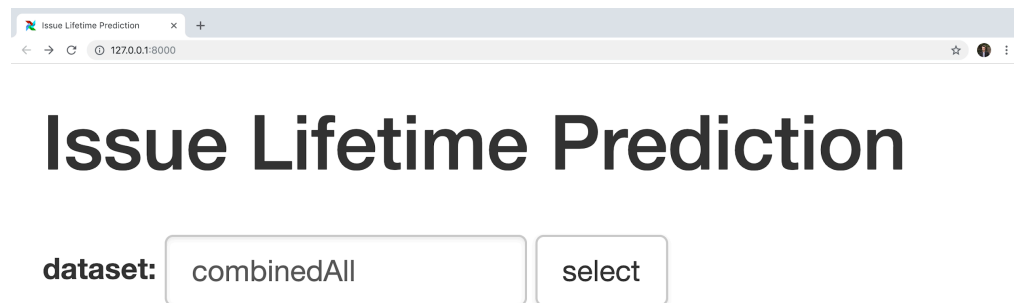 Issue Lifetime Prediction × +
127.0.0.1:8000
Issue Lifetime Prediction
dataset: combinedAll select